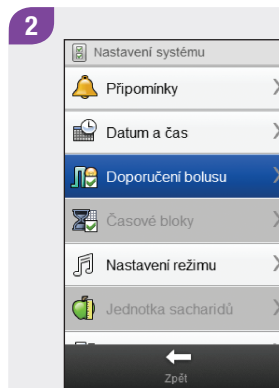 2
Nastavení systému
Připomínky
Datum a čas
Doporučení bolusu
Časové bloky
Nastavení režimu
Jednotka sacharidů
Zpět